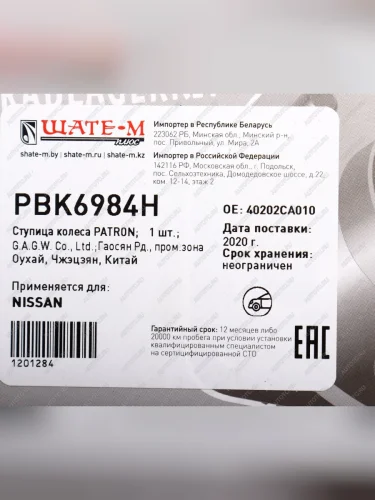 ШАТЕ-М
ПЛЮС
shate-m.by | shate-m.ru | shate-m.kz
Импортер в Республике Беларусь
223062 РБ, Минская обл., Минский р-н,
пос. Привольный, ул. Мира, 2А
Импортер в Российской Федерации
142116 РФ, Московская обл., г. Подольск,
пос. Сельхозтехника, Домодедовское шоссе, д.22,
ком. 12-14, этаж 2
PBK6984H
OE: 40202CA010
Ступица колеса PATRON; 1 шт.;
G.A.G.W. Co., Ltd.;Гаосян Рд., пром.зона
Оухай, Чжэцзян, Китай
Дата поставки:
2020 г.
Срок хранения:
неограничен
Применяется для:
NISSAN
Гарантийный срок: 12 месяцев либо
20000 км пробега при условии установки
квалифицированным специалистом
на сертифицированном СТО
EAC
1201284